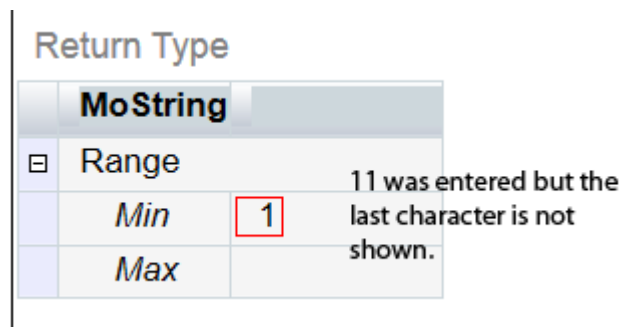 Return Type
MoString
Range
Min 1
Max
11 was entered but the
last character is not
shown.